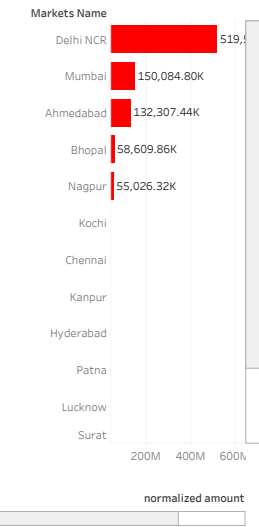 Markets Name
Delhi NCR
Mumbai 150,084.80K
Ahmedabad 132,307.44K
Bhopal 58,609.86K
Nagpur 55,026.32K
Kochi
Chennai
Kanpur
Hyderabad
Patna
Lucknow
Surat
200M 400M
normalized amount